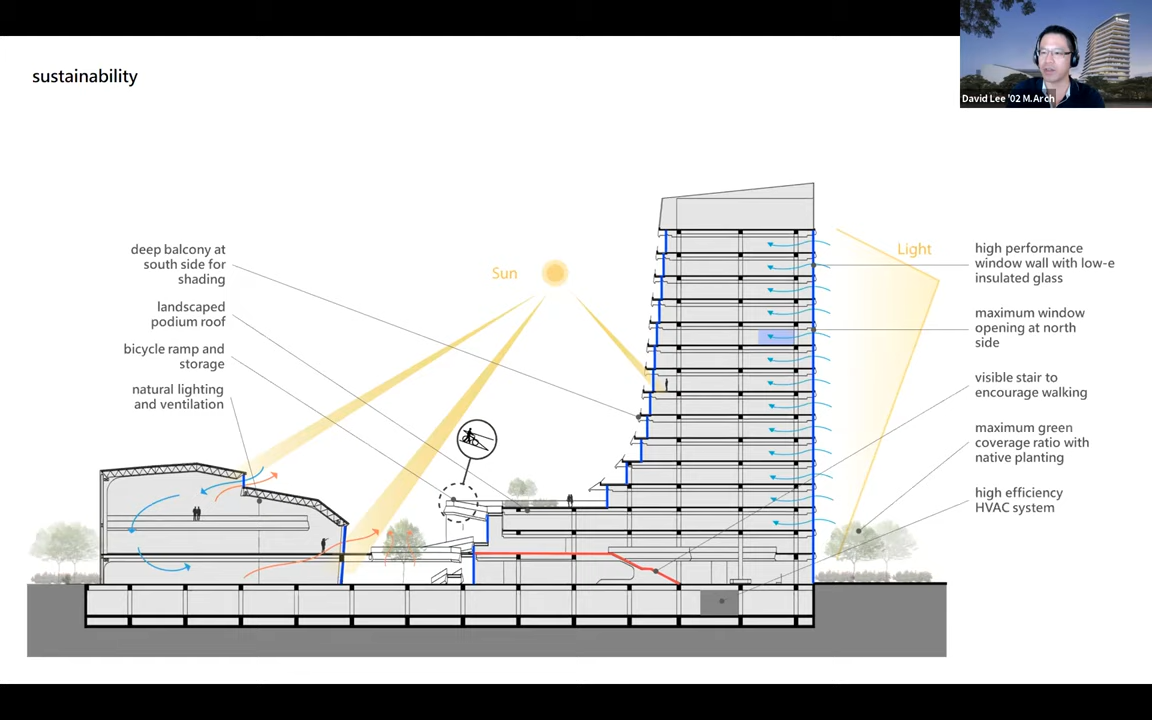 sustainability
David Lee '02 M.Arch
deep balcony at
south side for
shading
landscaped
podium roof
bicycle ramp and
storage
natural lighting
and ventilation
Sun
Light
high performance
window wall with low-e
insulated glass
maximum window
opening at north
side
visible stair to
encourage walking
maximum green
coverage ratio with
native planting
high efficiency
HVAC system